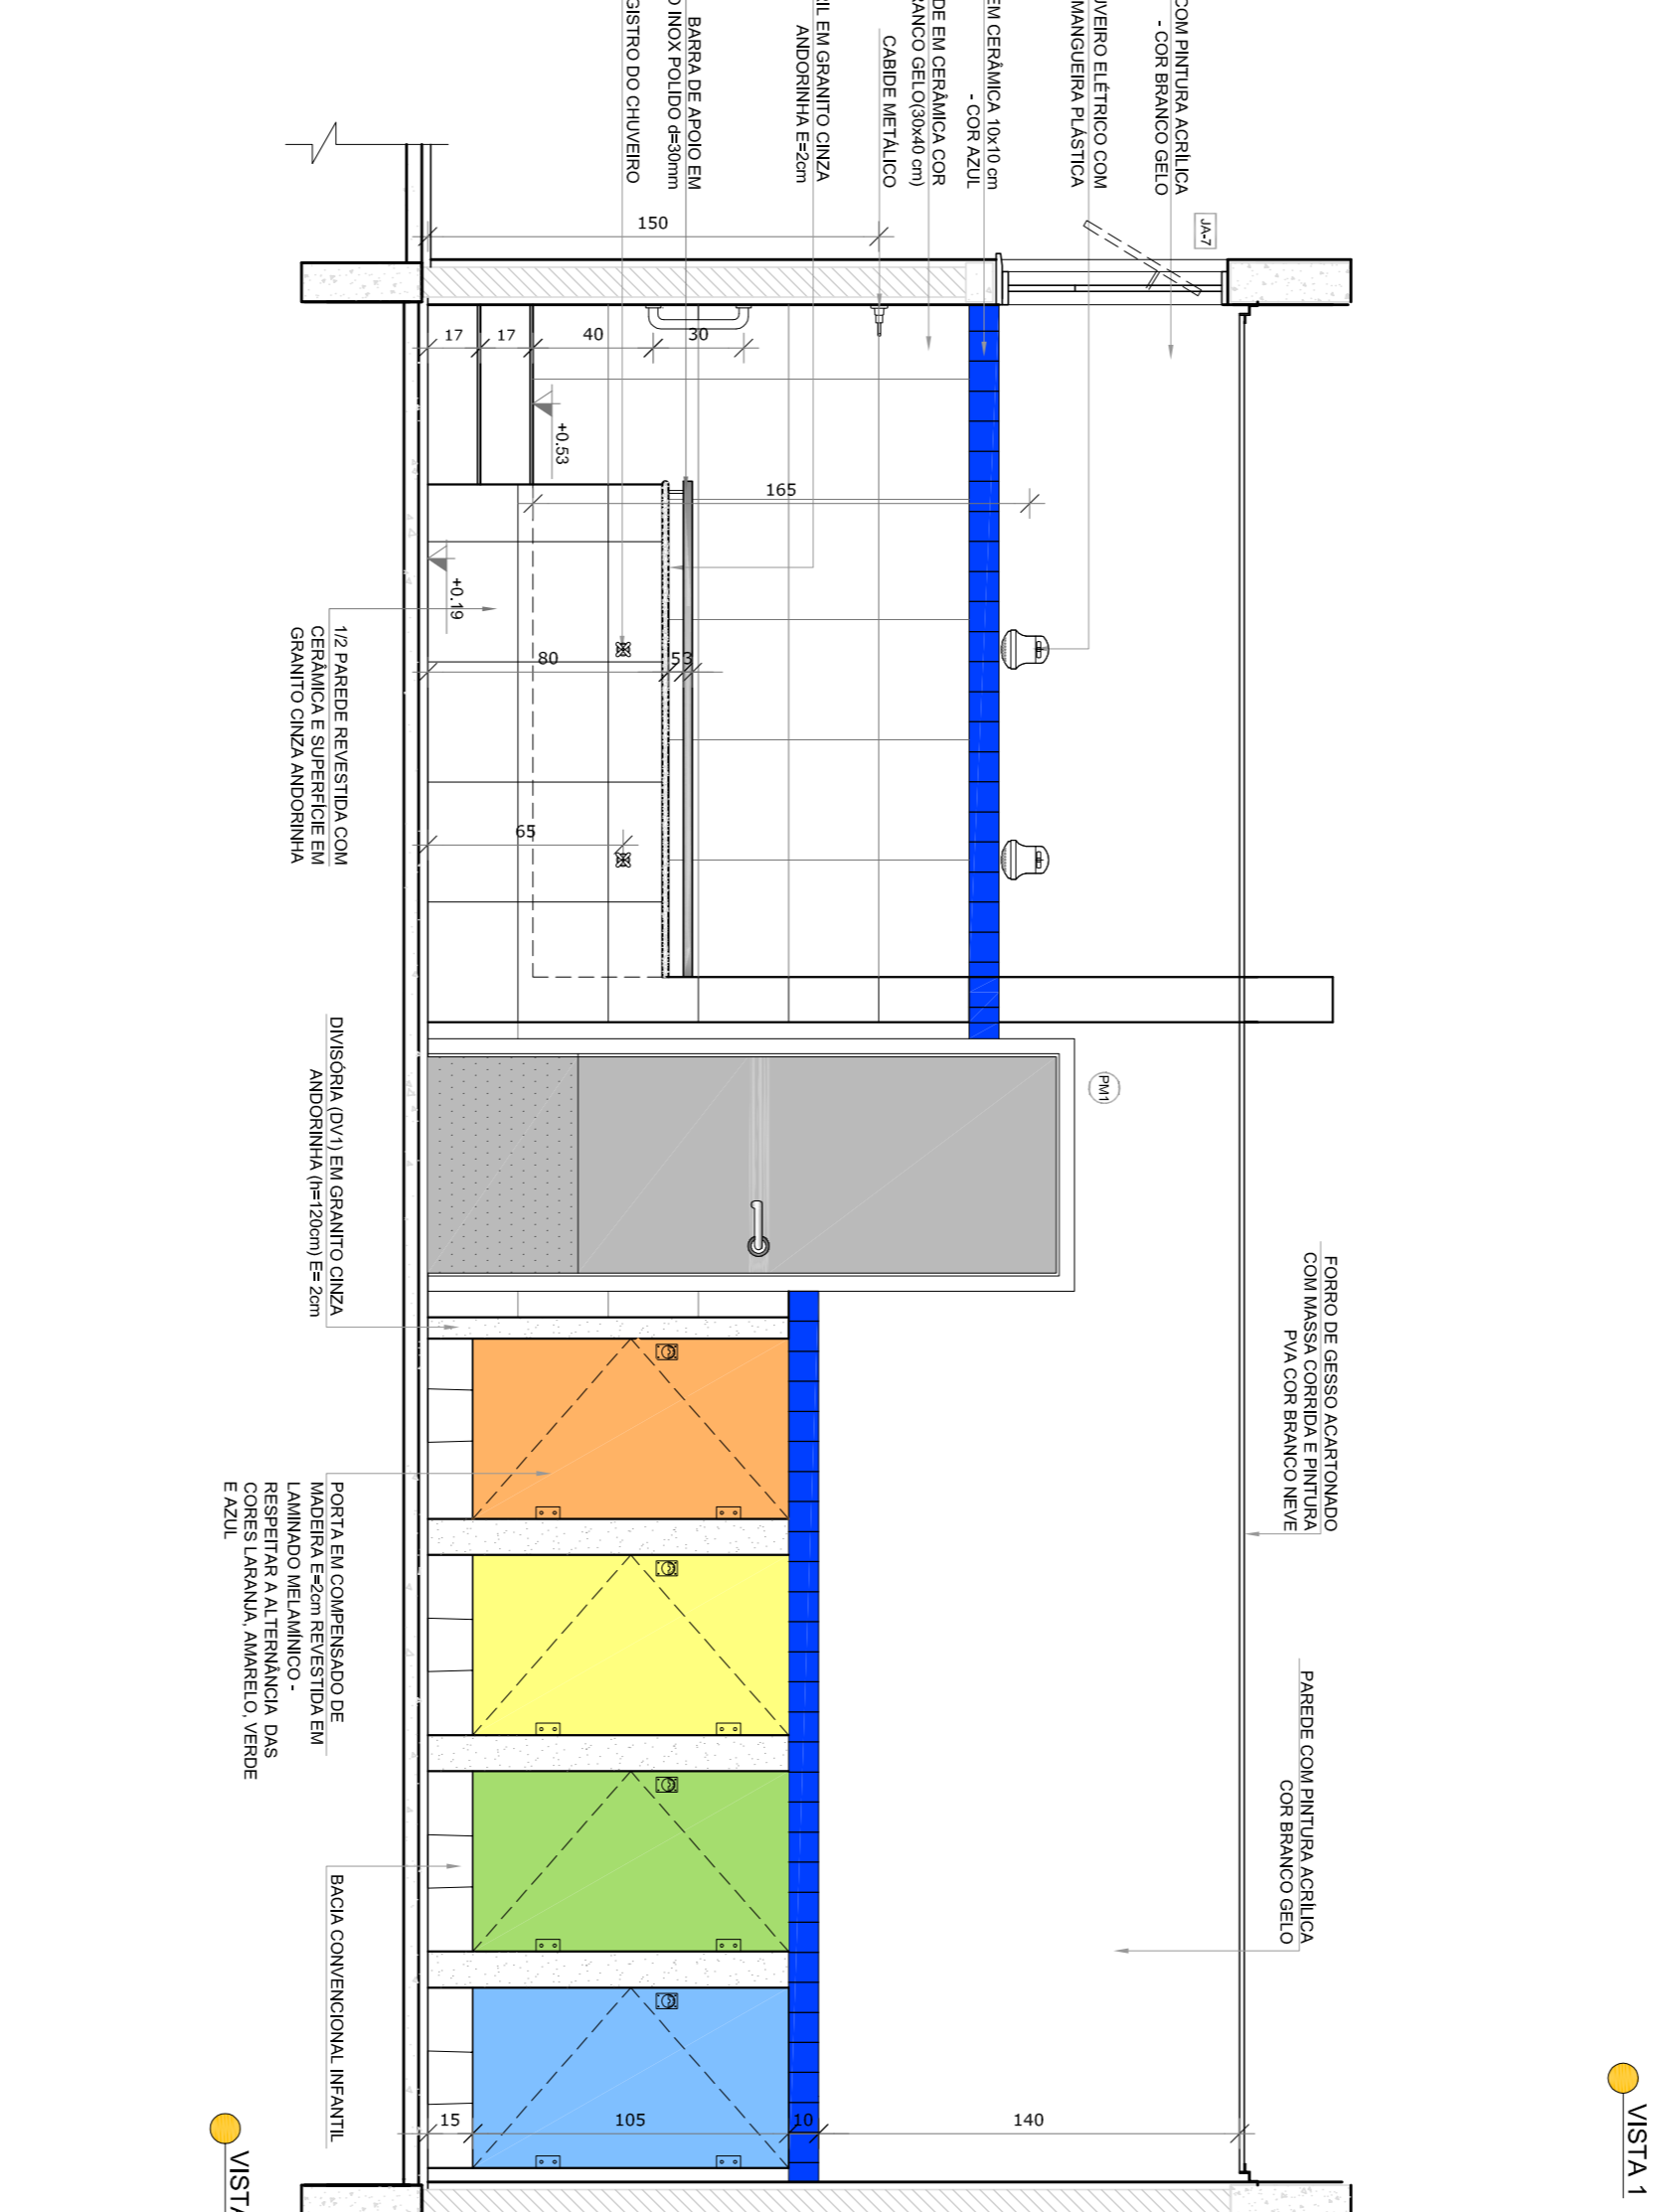 VISTA 1
FORRO DE GESSO ACARTONADO
COM MASSA CORRIDA E PINTURA
PVA COR BRANCO NEVE
PAREDE COM PINTURA ACRÍLICA
COR BRANCO GELO
JA-7
COM PINTURA ACRÍLICA
- COR BRANCO GELO
UVEIRO ELÉTRICO COM
MANGUEIRA PLÁSTICA
EM CERÂMICA 10x10 cm
- COR AZUL
DE EM CERÂMICA COR
RANCO GELO(30x40 cm)
CABIDE METÁLICO
RIL EM GRANITO CINZA
ANDORINHA E=2cm
BARRA DE APOIO EM
O INOX POLIDO d=30mm
GISTRO DO CHUVEIRO
PM1
150
17
17
40
30
+0.53
165
+0.19
80
5
3
65
15
105
10
140
1/2 PAREDE REVESTIDA COM
CERÂMICA E SUPERFÍCIE EM
GRANITO CINZA ANDORINHA
DIVISÓRIA (DV1) EM GRANITO CINZA
ANDORINHA (h=120cm) E= 2cm
PORTA EM COMPENSADO DE
MADEIRA E=2cm REVESTIDA EM
LAMINADO MELAMÍNICO -
RESPEITAR A ALTERNÂNCIA DAS
CORES LARANJA, AMARELO, VERDE
E AZUL
BACIA CONVENCIONAL INFANTIL
VISTA